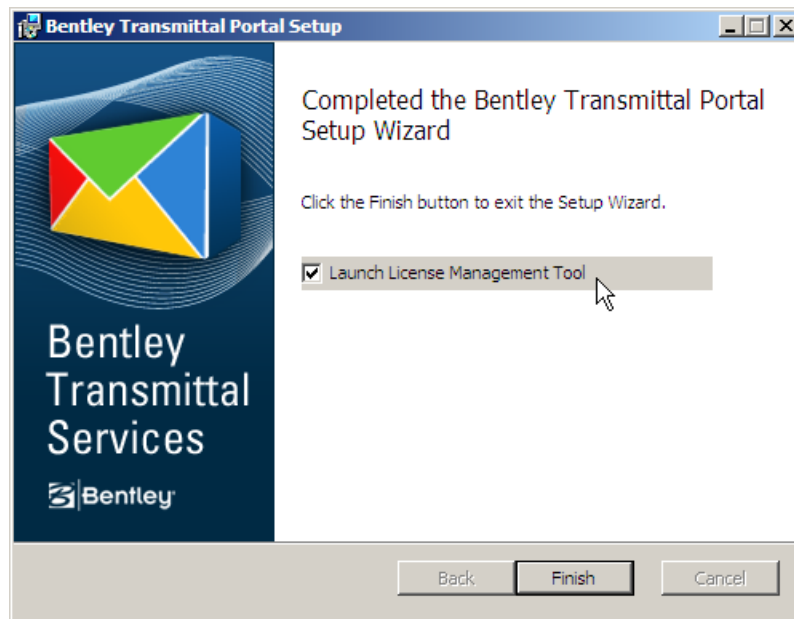 Bentley Transmittal Portal Setup
Completed the Bentley Transmittal Portal
Setup Wizard
Click the Finish button to exit the Setup Wizard.
Launch License Management Tool
Bentley
Transmittal
Services
Bentley
Back
Finish
Cancel